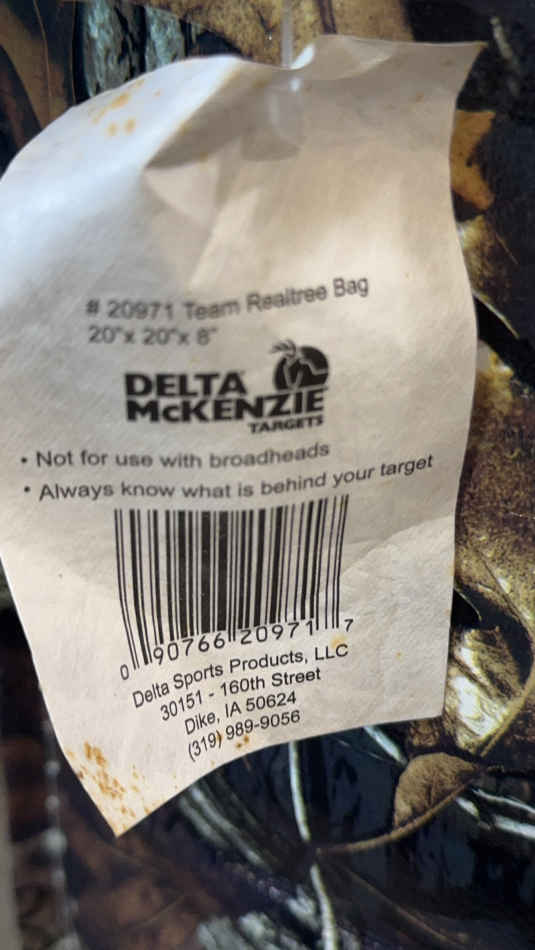 # 20971 Team Realtree Bag
20"x 20"x 8"
DELTA
McKENZIE
TARGETS
• Not for use with broadheads
• Always know what is behind your target
0 90766 20971 7
Delta Sports Products, LLC
30151 - 160th Street
Dike, IA 50624
(319) 989-9056